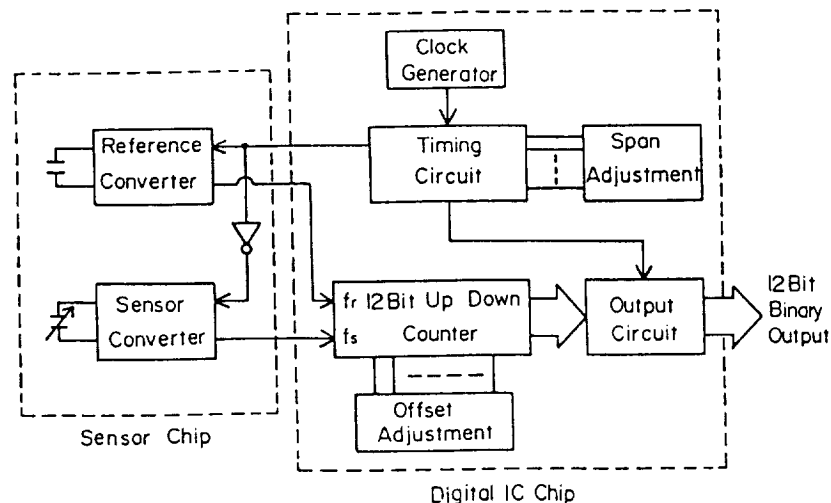 Clock
Generator
Reference
Converter
Timing
Circuit
Span
Adjustment
Sensor
Converter
fr 12Bit Up Down
fs Counter
Output
Circuit
12Bit
Binary
Output
Offset
Adjustment
Sensor Chip
Digital IC Chip